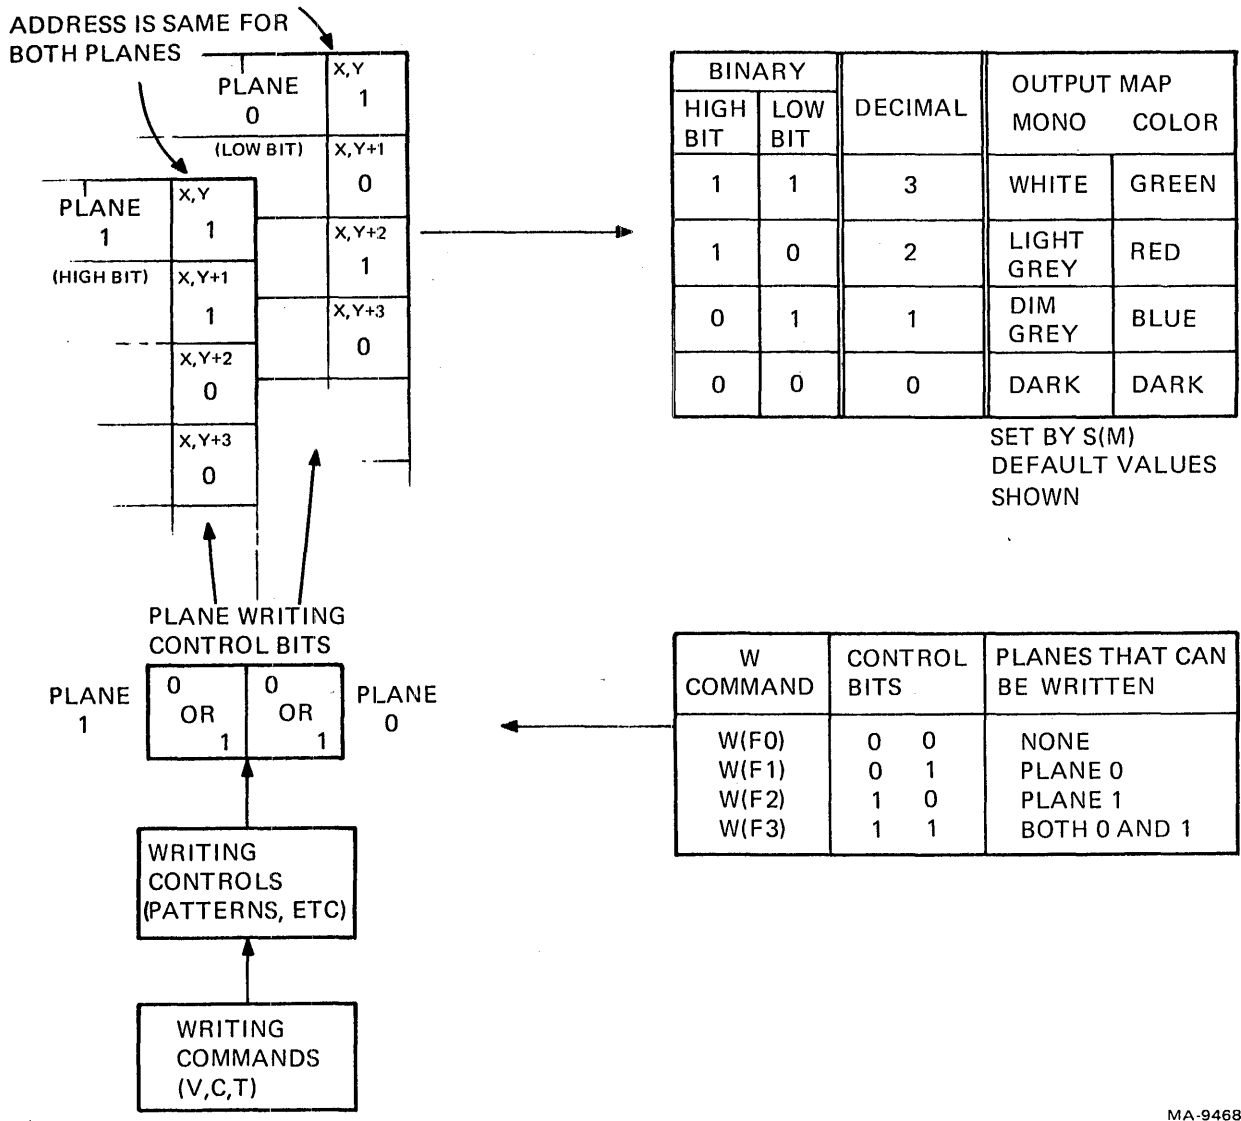 ADDRESS IS SAME FOR
BOTH PLANES
PLANE
0
(LOW BIT)
X,Y
1
X,Y+1
0
X,Y+2
1
X,Y+3
0
PLANE
1
(HIGH BIT)
X,Y
1
X,Y+1
1
X,Y+2
0
X,Y+3
0
BINARY
HIGH BIT
LOW BIT
DECIMAL
OUTPUT MAP
MONO COLOR
1 1 3 WHITE GREEN
1 0 2 LIGHT GREY RED
0 1 1 DIM GREY BLUE
0 0 0 DARK DARK
SET BY S(M)
DEFAULT VALUES
SHOWN
PLANE WRITING
CONTROL BITS
PLANE
1
0
OR
1
0
OR
1
PLANE
0
W
COMMAND
CONTROL
BITS
PLANES THAT CAN
BE WRITTEN
W(F0) 0 0 NONE
W(F1) 0 1 PLANE 0
W(F2) 1 0 PLANE 1
W(F3) 1 1 BOTH 0 AND 1
WRITING
CONTROLS
(PATTERNS, ETC)
WRITING
COMMANDS
(V,C,T)
MA-9468